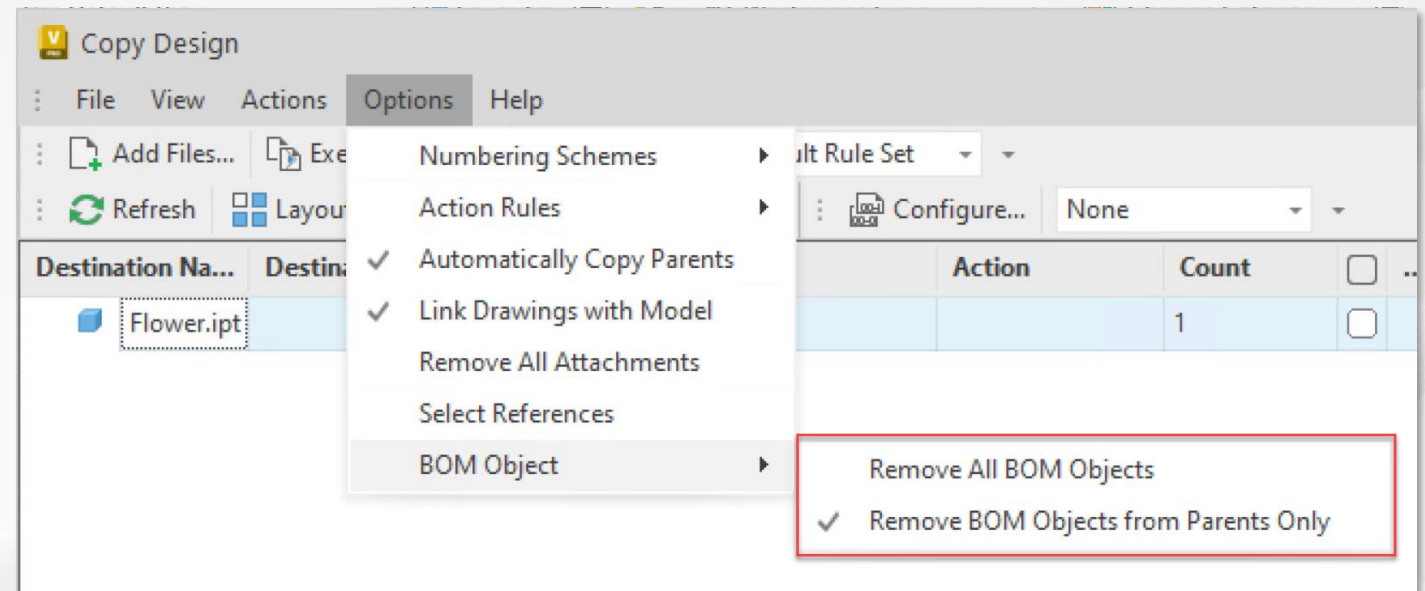 Copy Design
File View Actions Options Help
Add Files... Exe ult Rule Set
Refresh Layou Configure... None
Destination Na... Destina Action Count ..
Flower.ipt 1
Numbering Schemes
Action Rules
Automatically Copy Parents
Link Drawings with Model
Remove All Attachments
Select References
BOM Object
Remove All BOM Objects
Remove BOM Objects from Parents Only